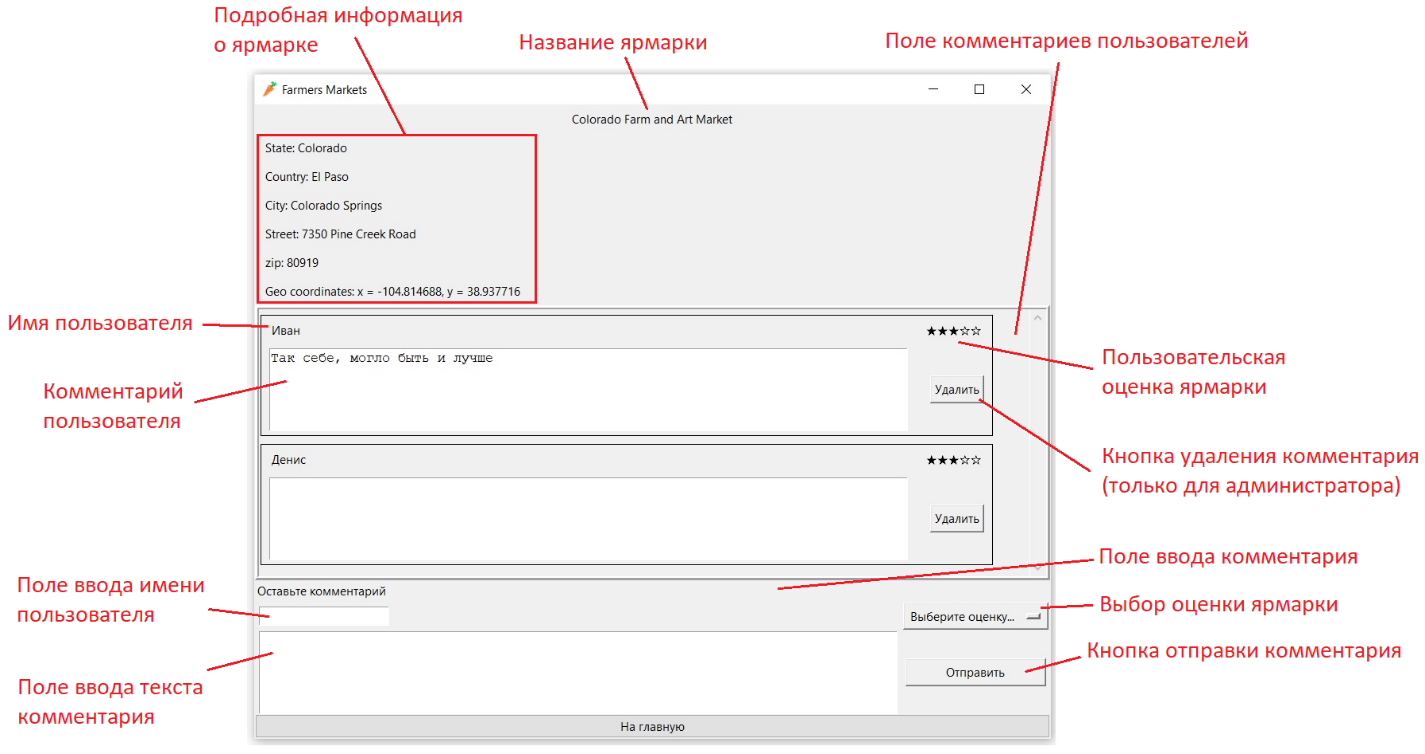 Подробная информация
о ярмарке
Название ярмарки
Поле комментариев пользователей
Farmers Markets
Colorado Farm and Art Market
State: Colorado
Country: El Paso
City: Colorado Springs
Street: 7350 Pine Creek Road
zip: 80919
Geo coordinates: x = -104.814688, y = 38.937716
Имя пользователя
Иван
★★★☆☆
Так себе, могло быть и лучше
Удалить
Комментарий
пользователя
Пользовательская
оценка ярмарки
Денис
★★★☆☆
Удалить
Кнопка удаления комментария
(только для администратора)
Поле ввода комментария
Оставьте комментарий
Поле ввода имени
пользователя
Выберите оценку...
Выбор оценки ярмарки
Отправить
Кнопка отправки комментария
Поле ввода текста
комментария
На главную